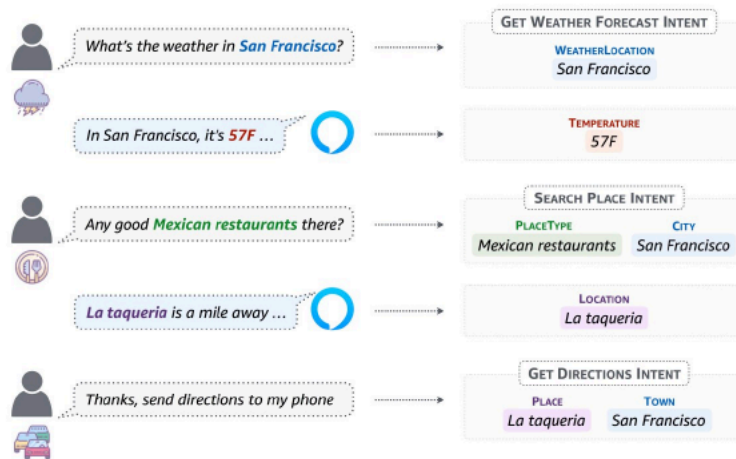 What's the weather in San Francisco?
GET WEATHER FORECAST INTENT
WEATHERLOCATION
San Francisco
In San Francisco, it's 57F ...
TEMPERATURE
57F
Any good Mexican restaurants there?
SEARCH PLACE INTENT
PLACETYPE CITY
Mexican restaurants San Francisco
La taqueria is a mile away ...
LOCATION
La taqueria
Thanks, send directions to my phone
GET DIRECTIONS INTENT
PLACE TOWN
La taqueria San Francisco